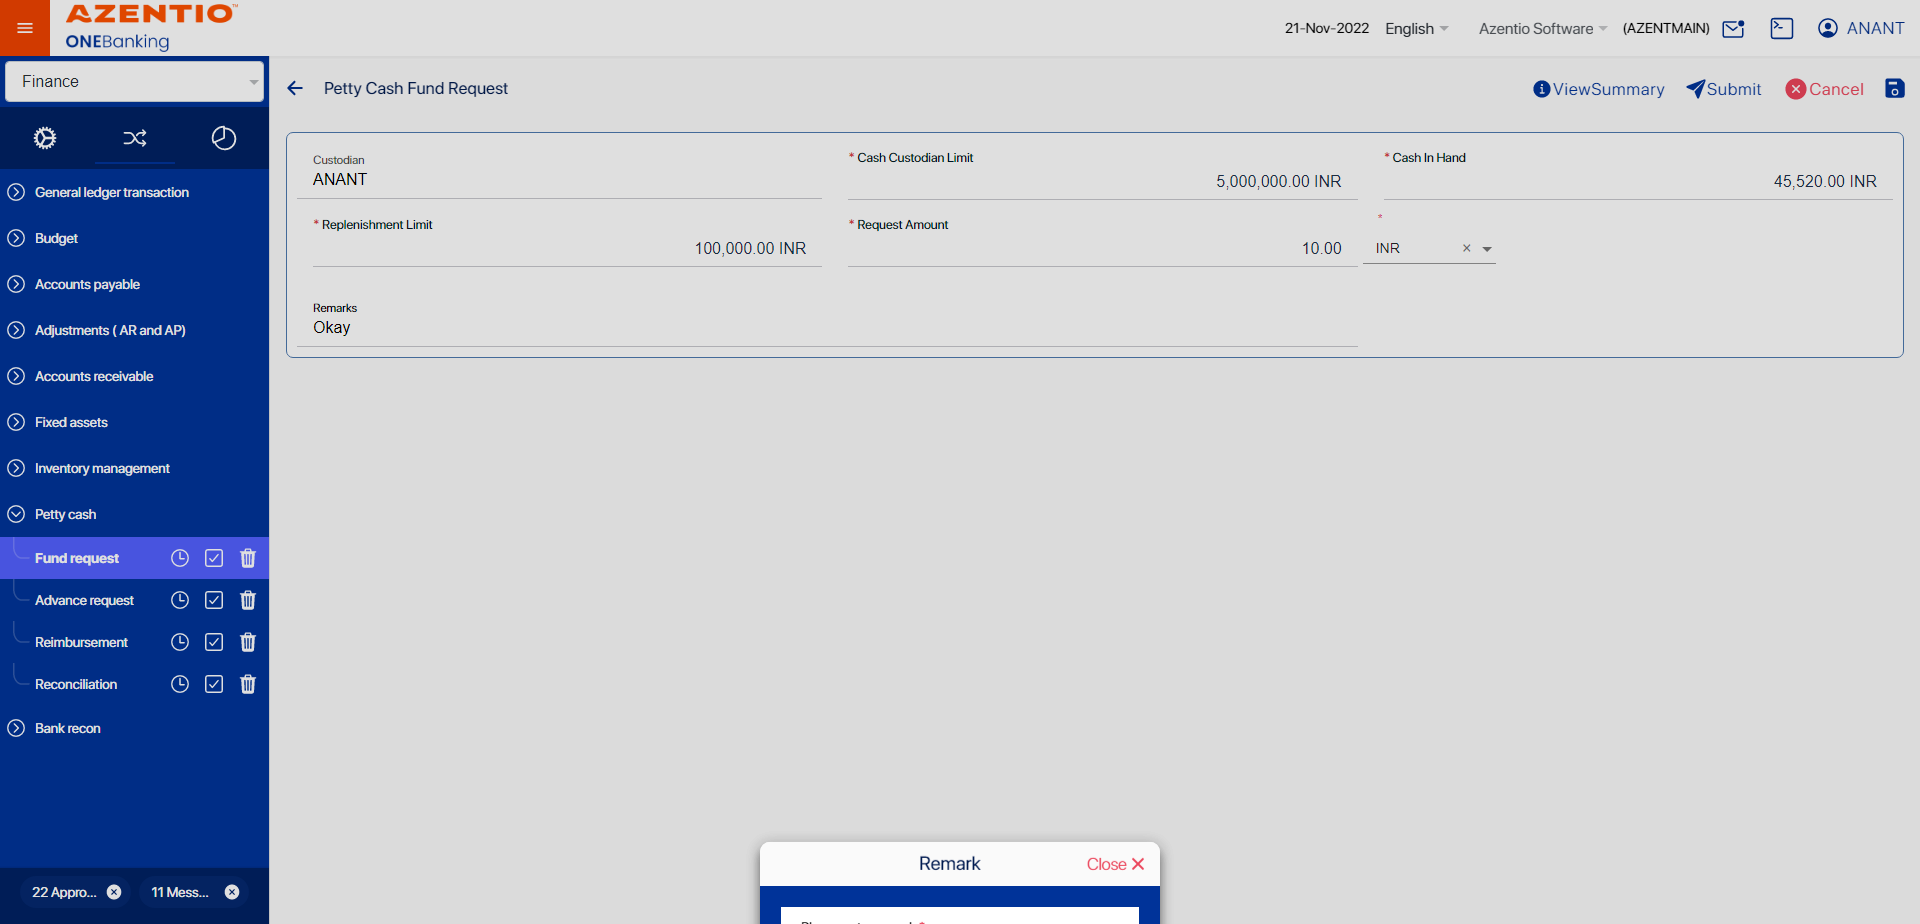 AZENTIO™
ONEBanking
21-Nov-2022 English Azentio Software (AZENTMAIN) ANANT
Finance
Petty Cash Fund Request
ViewSummary Submit Cancel
General ledger transaction
Budget
Accounts payable
Adjustments ( AR and AP)
Accounts receivable
Fixed assets
Inventory management
Petty cash
Fund request
Advance request
Reimbursement
Reconciliation
Bank recon
22 Appro... 11 Mess...
Custodian
ANANT
* Cash Custodian Limit
5,000,000.00 INR
* Cash In Hand
45,520.00 INR
* Replenishment Limit
100,000.00 INR
* Request Amount
10.00
*
INR
Remarks
Okay
Remark
Close